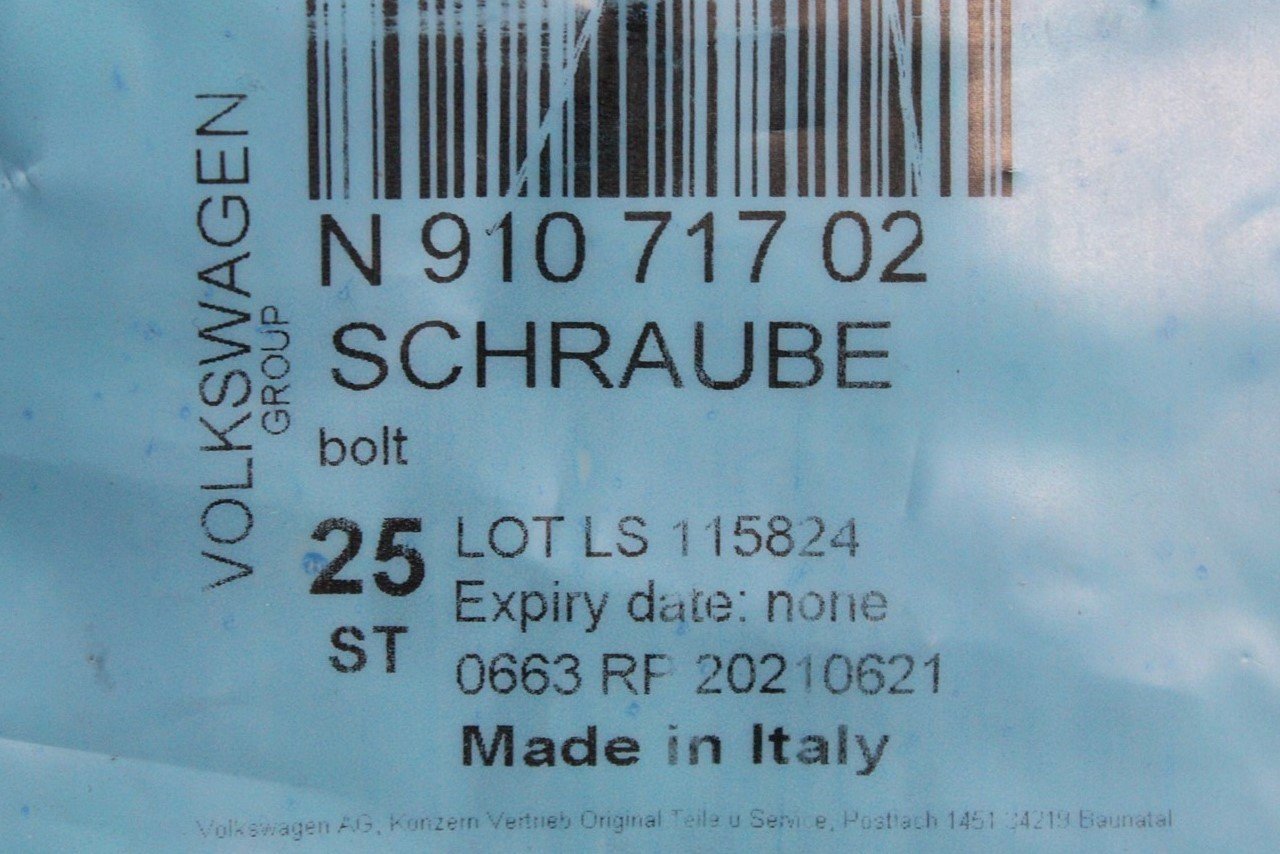 VOLKSWAGEN
GROUP
N 910 717 02
SCHRAUBE
bolt
25
ST
LOT LS 115824
Expiry date: none
0663 RP 20210621
Made in Italy
Volkswagen AG, Konzern Vertrieb Original Teile u Service, Postfach 1451 34219 Baunatal